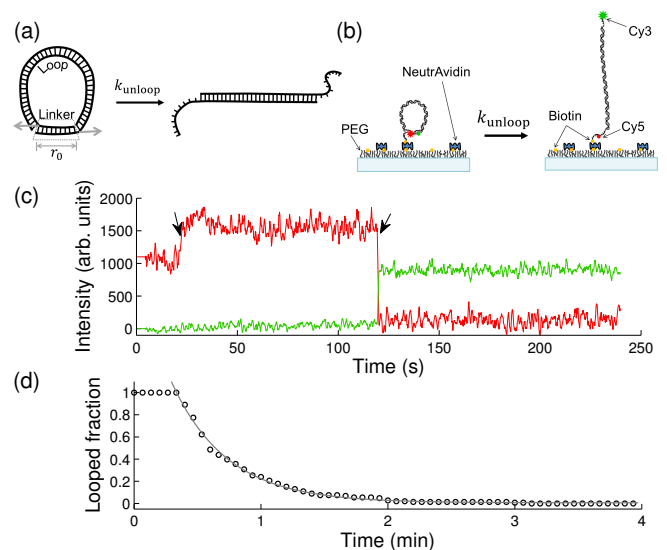 (a)
Loop
Linker
r0
kunloop
(b)
Cy3
NeutrAvidin
kunloop
PEG
Biotin
Cy5
(c)
Intensity (arb. units)
2000
1500
1000
500
0
0 50 100 150 200 250
Time (s)
(d)
Looped fraction
1
0.8
0.6
0.4
0.2
0
0 1 2 3 4
Time (min)